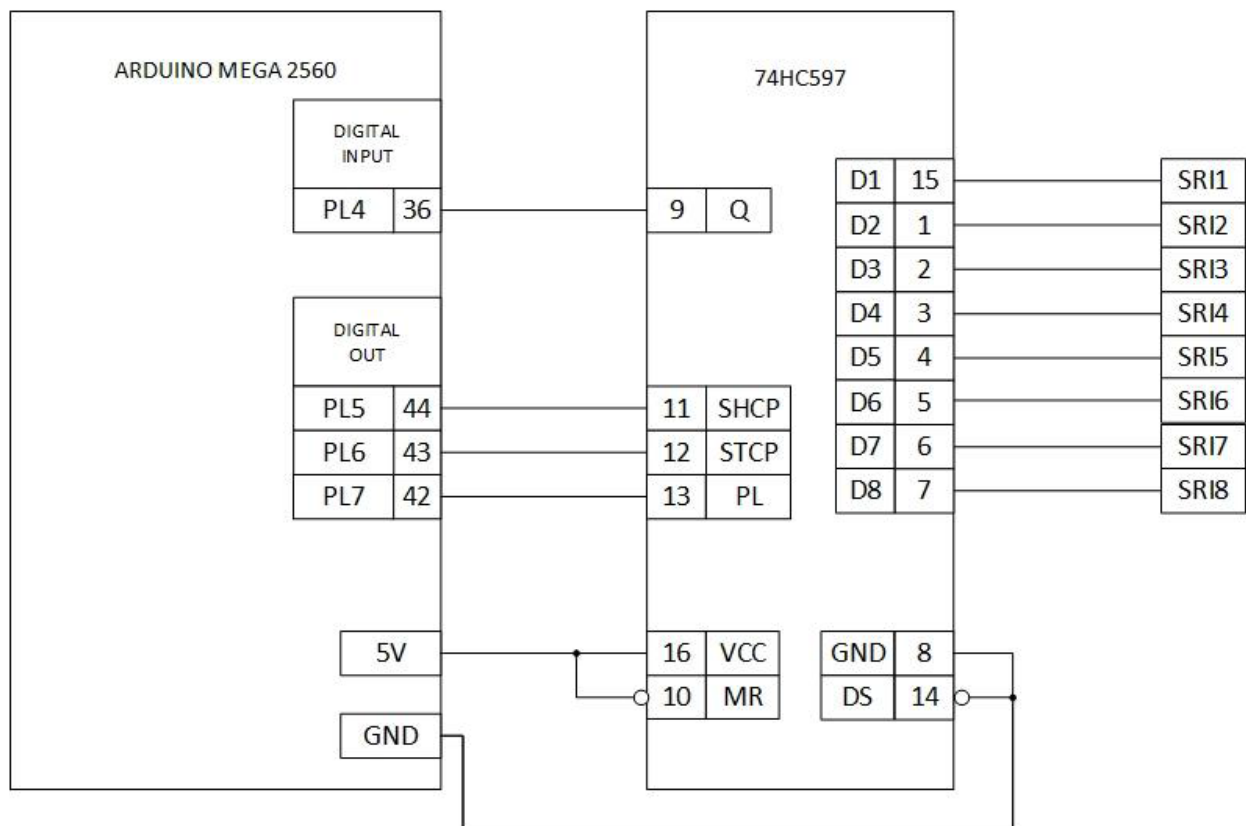 ARDUINO MEGA 2560
DIGITAL
INPUT
PL4 36
DIGITAL
OUT
PL5 44
PL6 43
PL7 42
5V
GND
74HC597
9 Q
11 SHCP
12 STCP
13 PL
16 VCC
10 MR
D1 15
D2 1
D3 2
D4 3
D5 4
D6 5
D7 6
D8 7
GND 8
DS 14
SRI1
SRI2
SRI3
SRI4
SRI5
SRI6
SRI7
SRI8